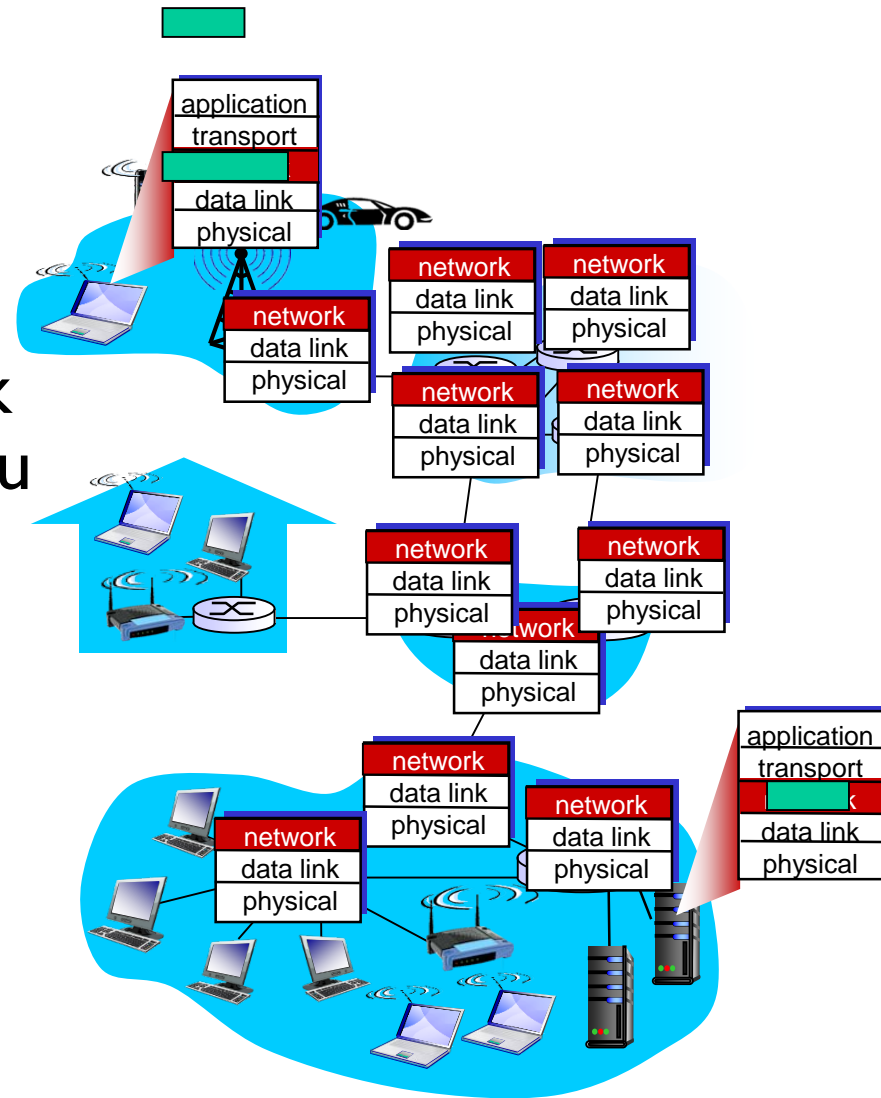 application
transport
data link
physical
network
data link
physical
network
data link
physical
network
data link
physical
k
network
data link
physical
network
data link
physical
u
network
data link
physical
network
data link
physical
network
data link
physical
application
transport
k
data link
physical
network
data link
physical
network
data link
physical
network
data link
physical